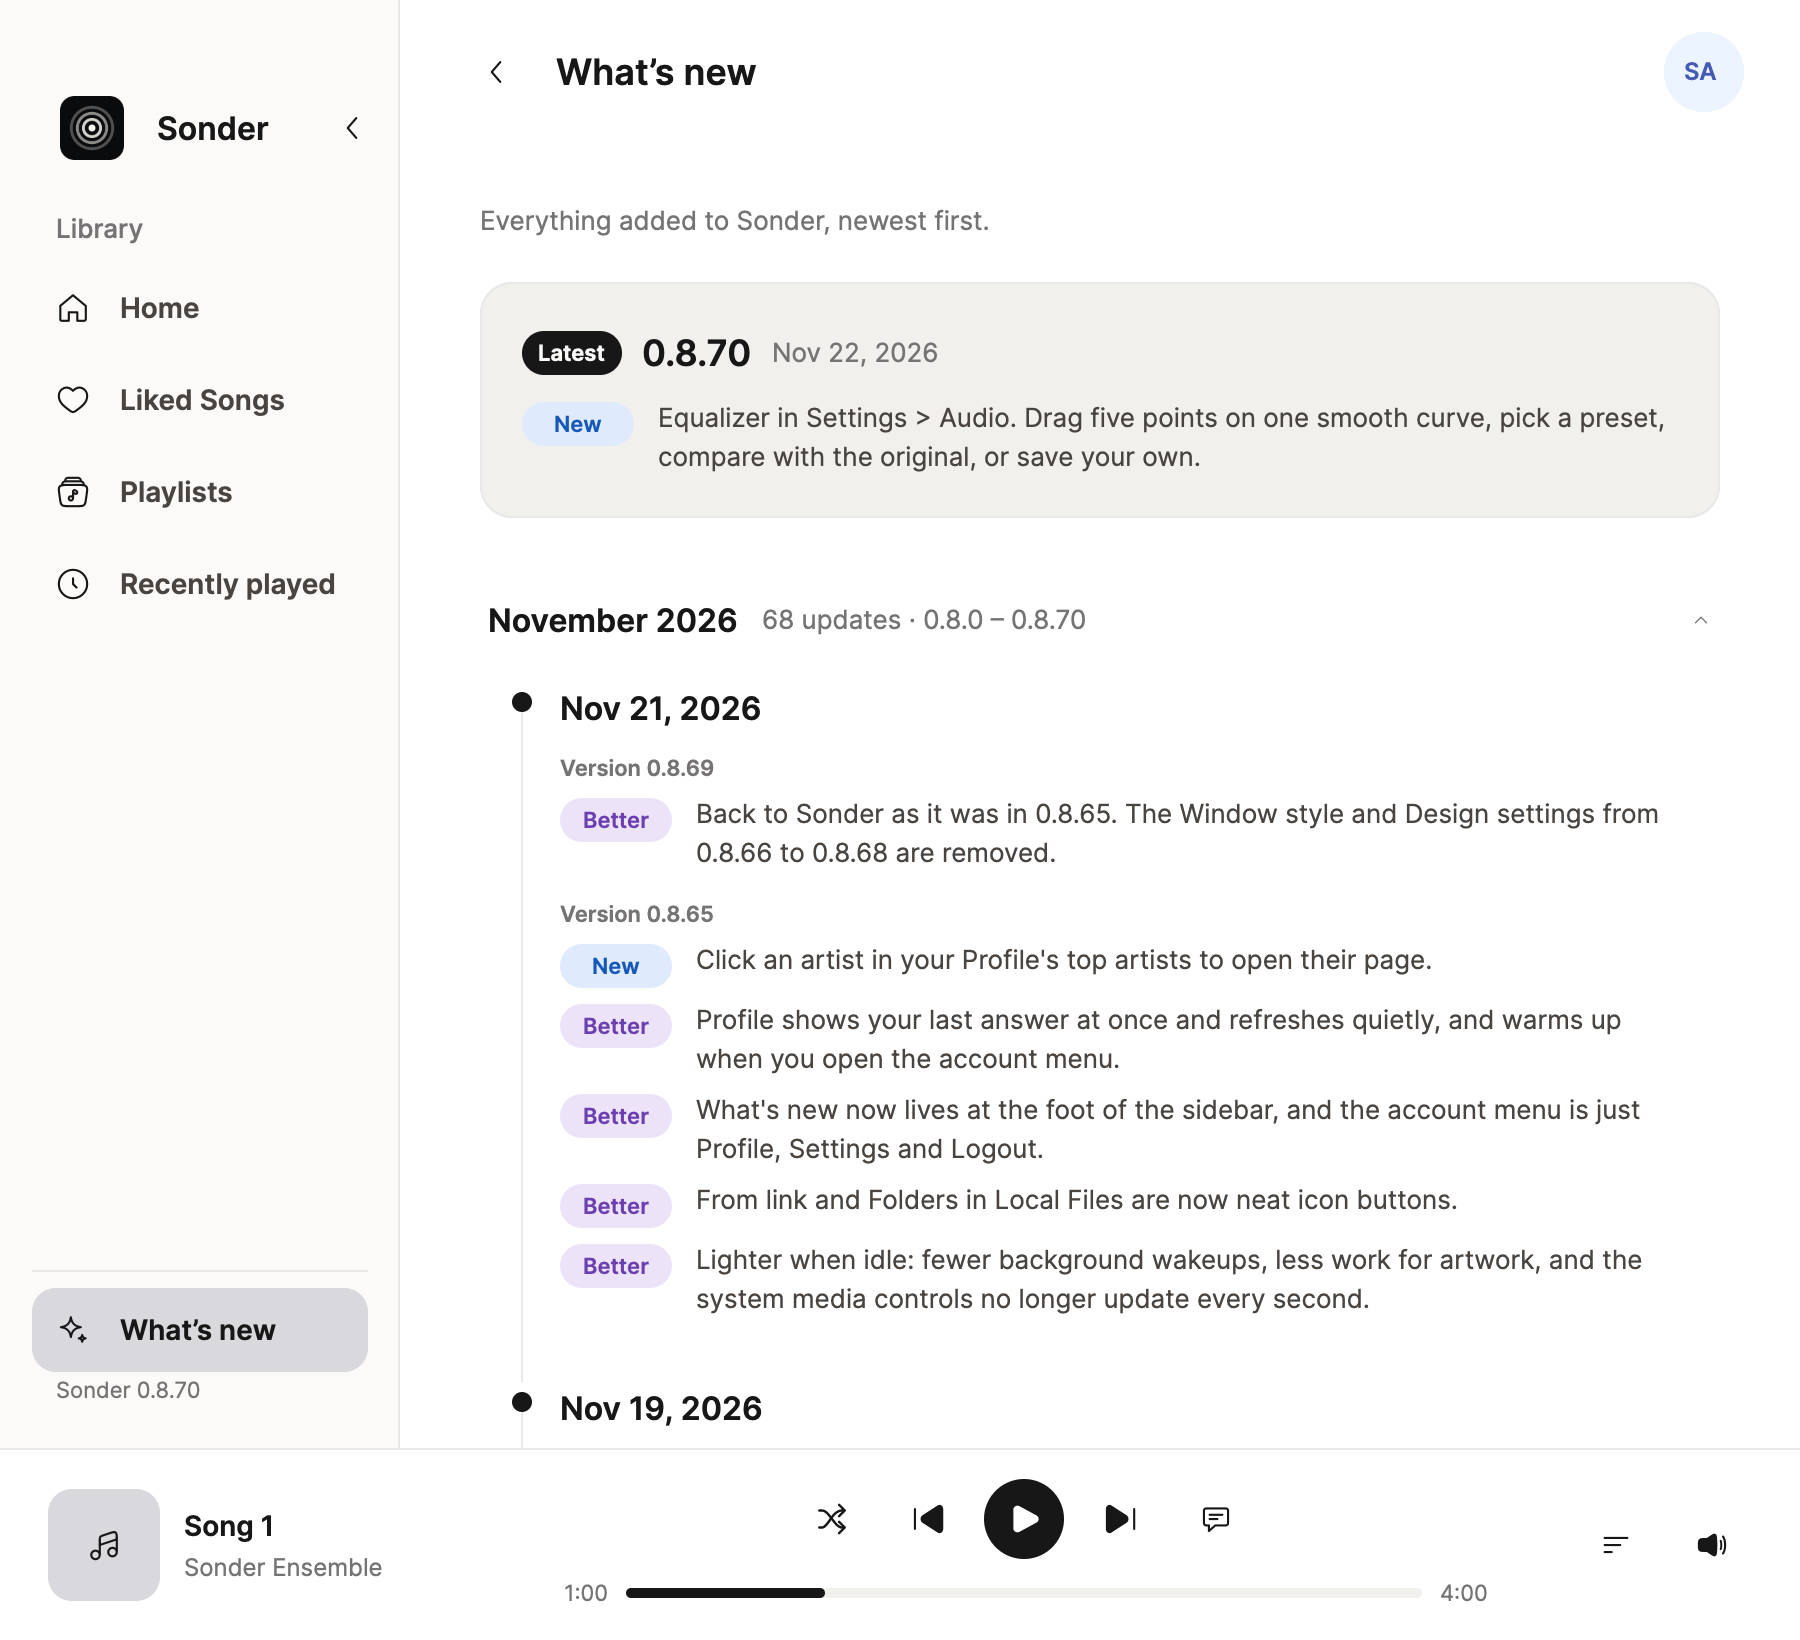 Sonder
Library
Home
Liked Songs
Playlists
Recently played
What’s new
Sonder 0.8.70
What’s new
SA
Everything added to Sonder, newest first.
Latest 0.8.70 Nov 22, 2026
New Equalizer in Settings > Audio. Drag five points on one smooth curve, pick a preset,
compare with the original, or save your own.
November 2026 68 updates · 0.8.0 – 0.8.70
Nov 21, 2026
Version 0.8.69
Better Back to Sonder as it was in 0.8.65. The Window style and Design settings from
0.8.66 to 0.8.68 are removed.
Version 0.8.65
New Click an artist in your Profile's top artists to open their page.
Better Profile shows your last answer at once and refreshes quietly, and warms up
when you open the account menu.
Better What's new now lives at the foot of the sidebar, and the account menu is just
Profile, Settings and Logout.
Better From link and Folders in Local Files are now neat icon buttons.
Better Lighter when idle: fewer background wakeups, less work for artwork, and the
system media controls no longer update every second.
Nov 19, 2026
Song 1
Sonder Ensemble
1:00 4:00